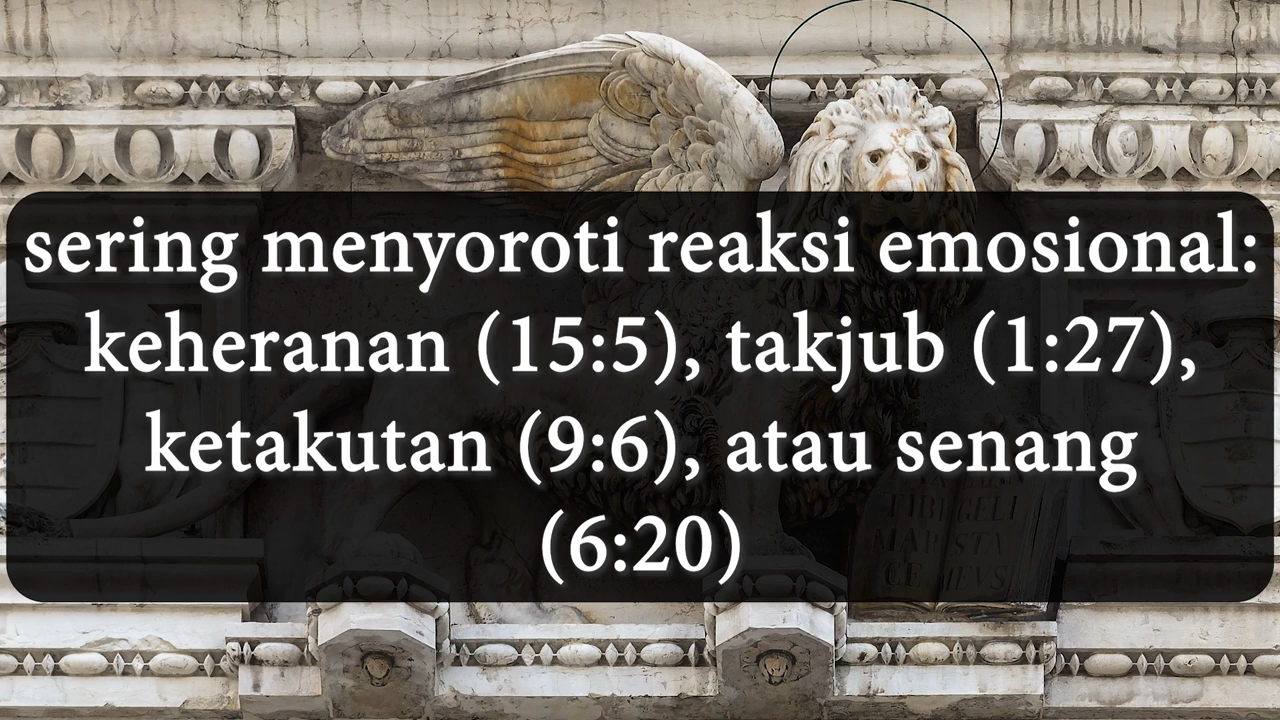 sering menyoroti reaksi emosional:
keheranan (15:5), takjub (1:27),
ketakutan (9:6), atau senang
(6:20)